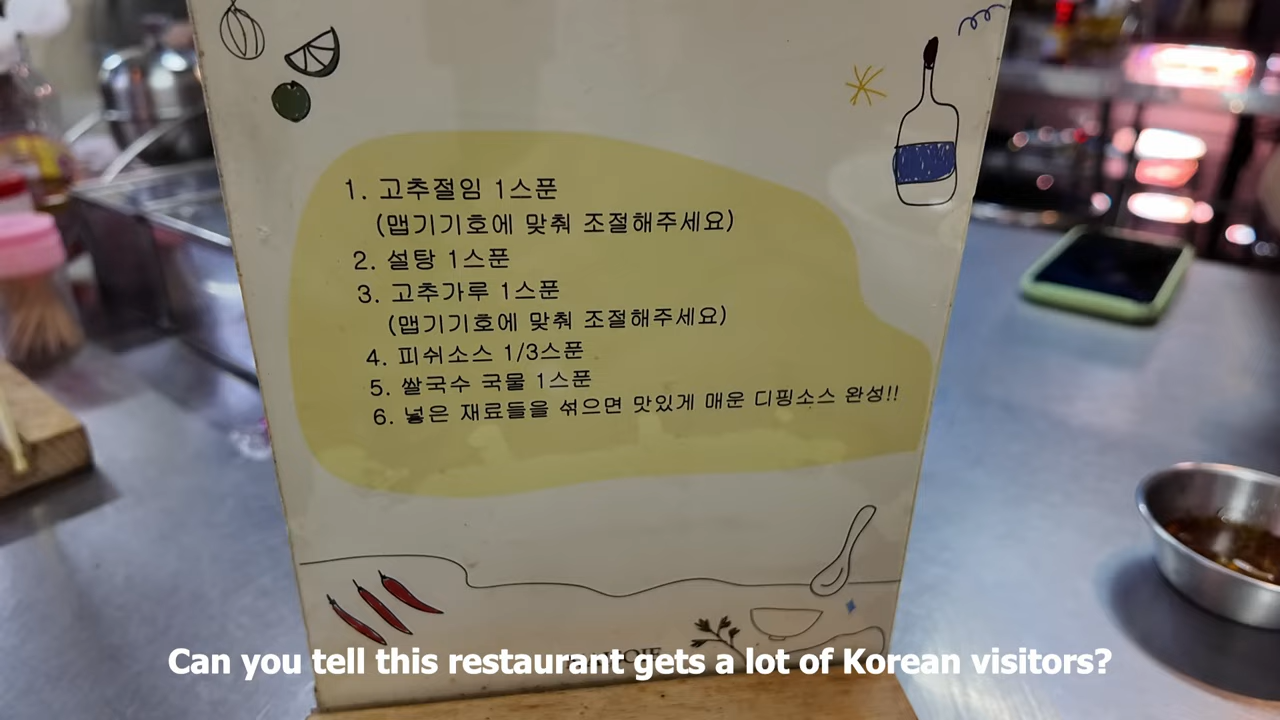 1. 고추절임 1스푼
(맵기기호에 맞춰 조절해주세요)
2. 설탕 1스푼
3. 고추가루 1스푼
(맵기기호에 맞춰 조절해주세요)
4. 피쉬소스 1/3스푼
5. 쌀국수 국물 1스푼
6. 넣은 재료들을 섞으면 맛있게 매운 디핑소스 완성!!
Can you tell this restaurant gets a lot of Korean visitors?